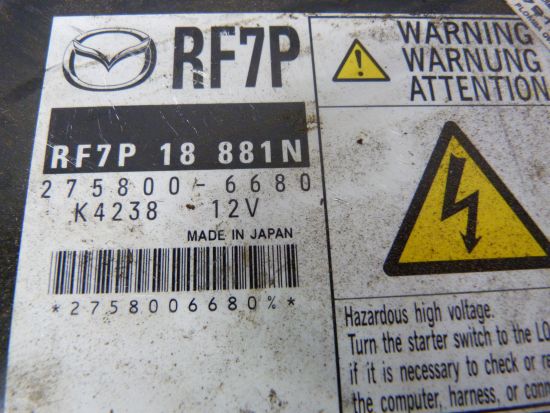 RF7P
WARNING
WARNUNG
ATTENTION
RF7P 18 881N
275800-6680
K4238 12V
MADE IN JAPAN
*2758006680%*
Hazardous high voltage.
Turn the starter switch to the
if it is necessary to check or
the computer, harness, or